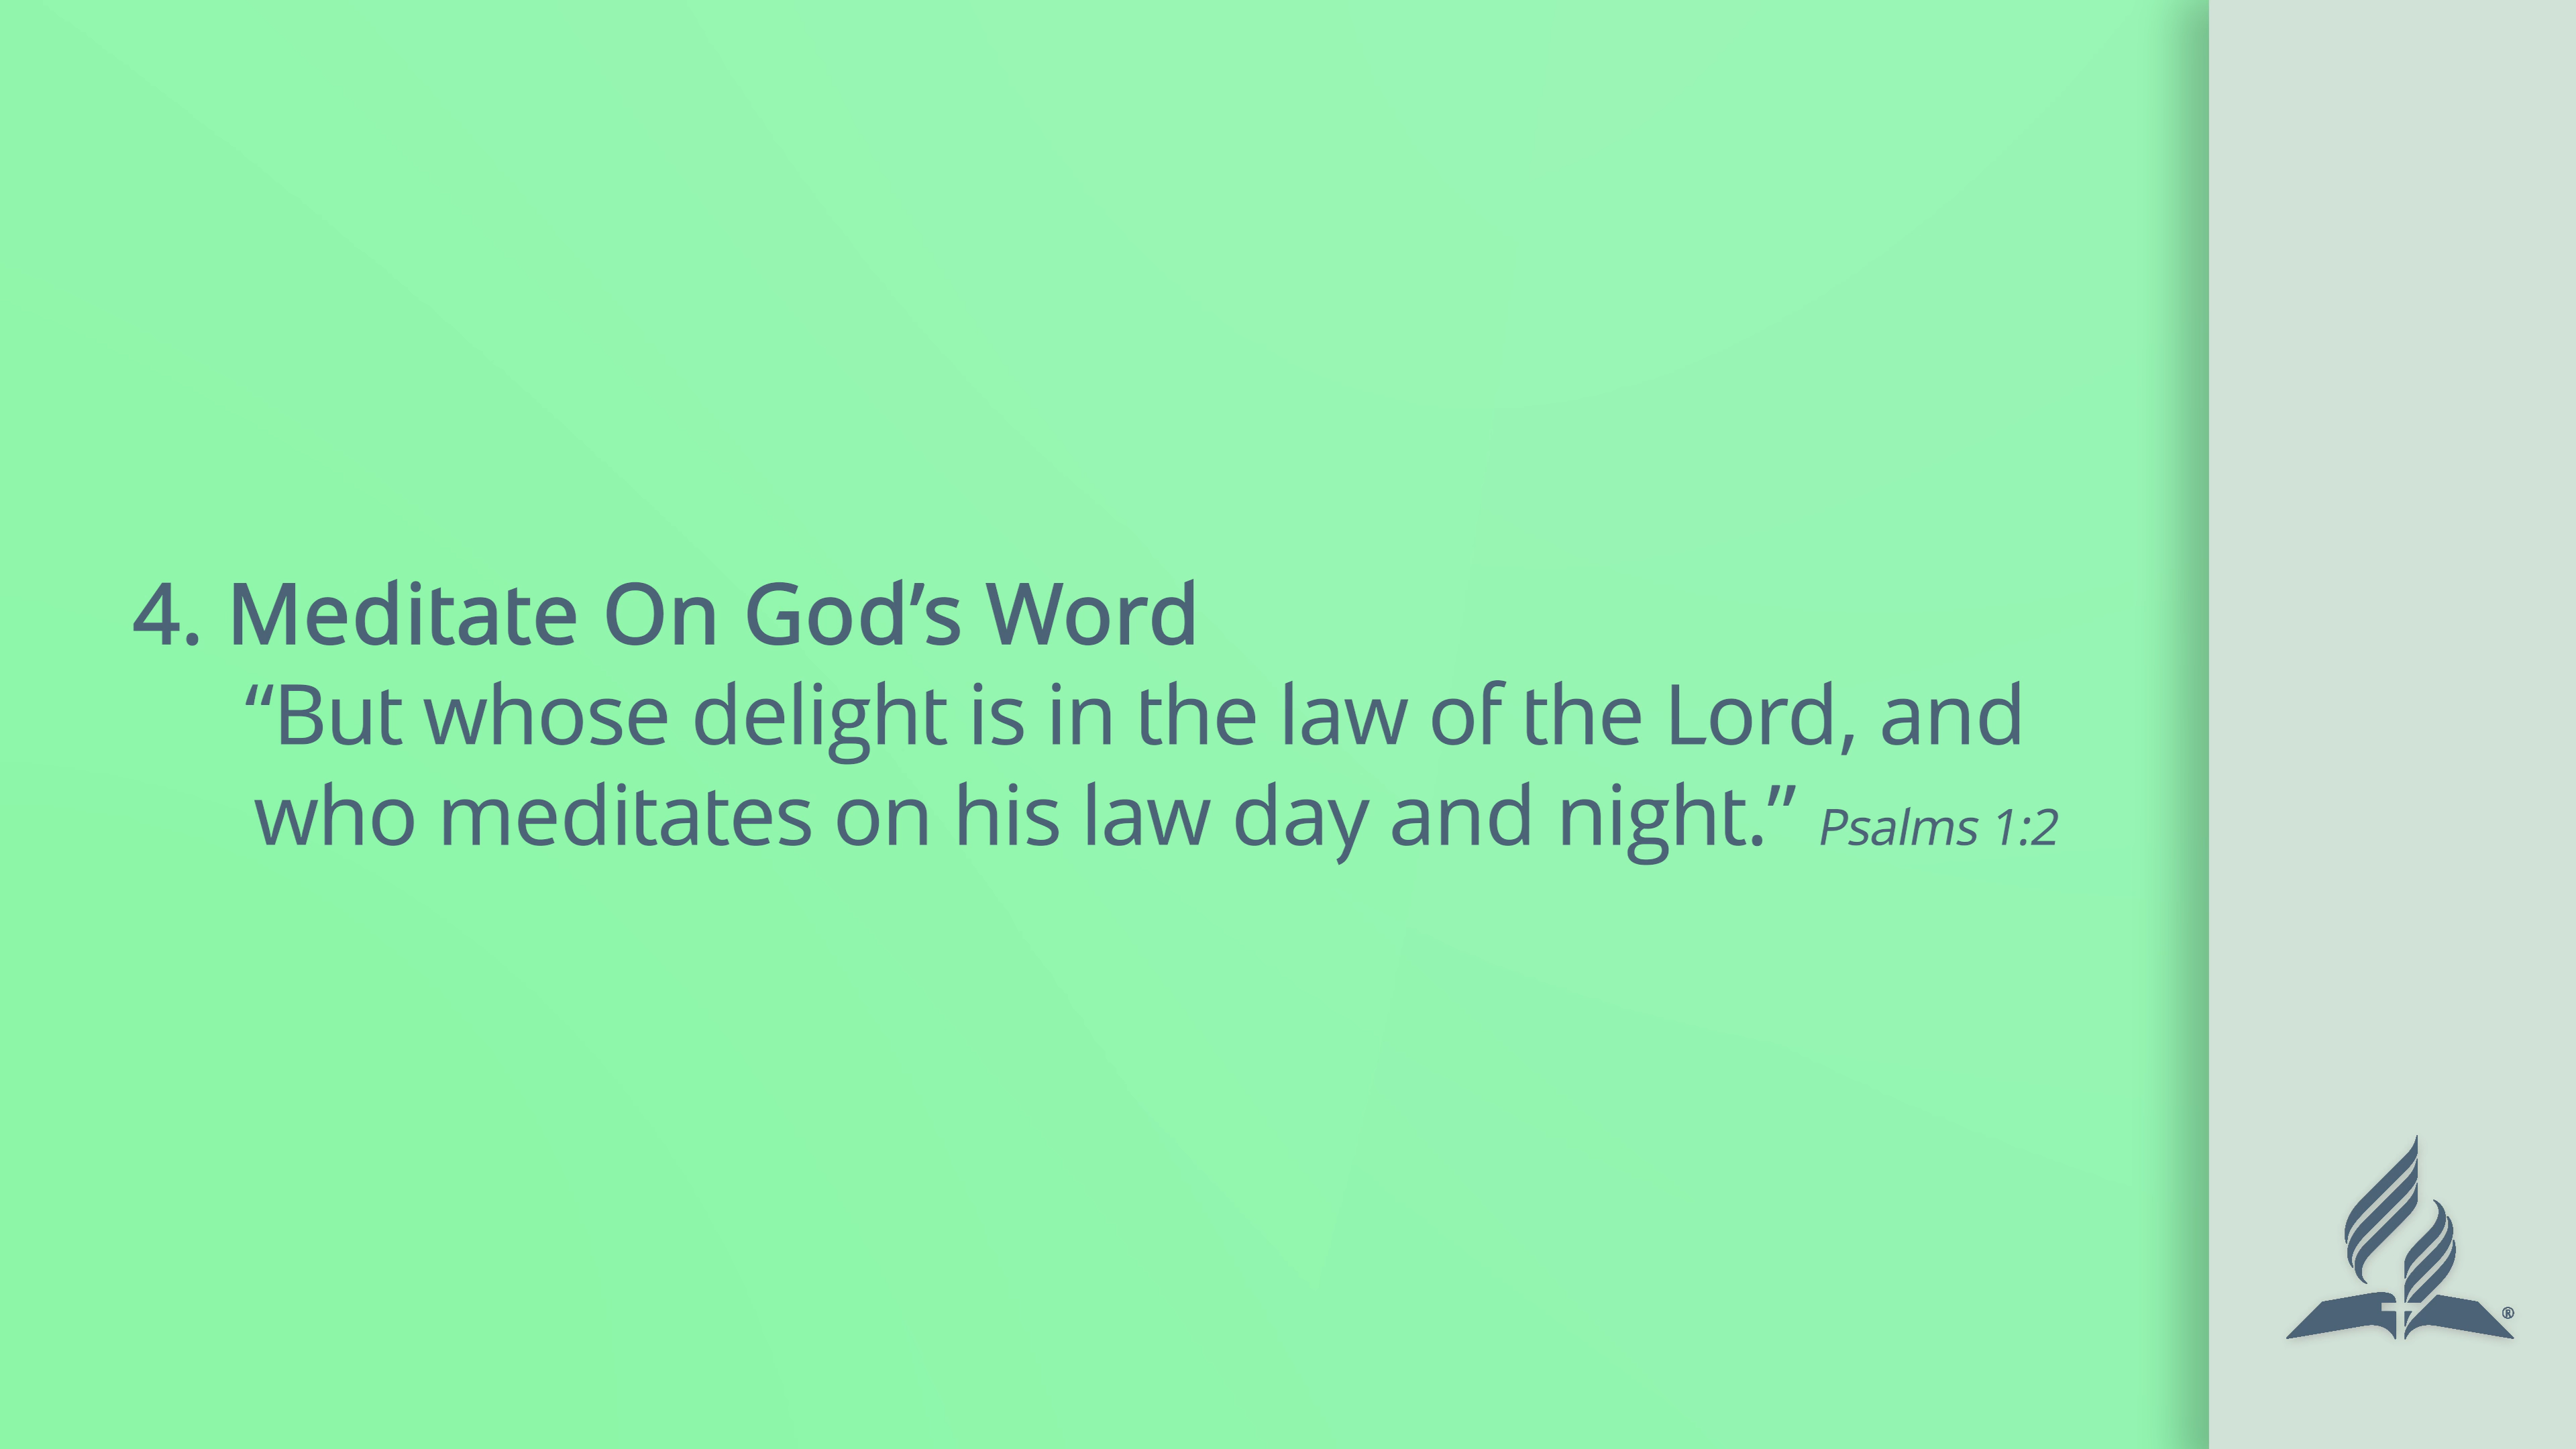 4. Meditate On God’s Word
“But whose delight is in the law of the Lord, and
who meditates on his law day and night.” Psalms 1:2
®